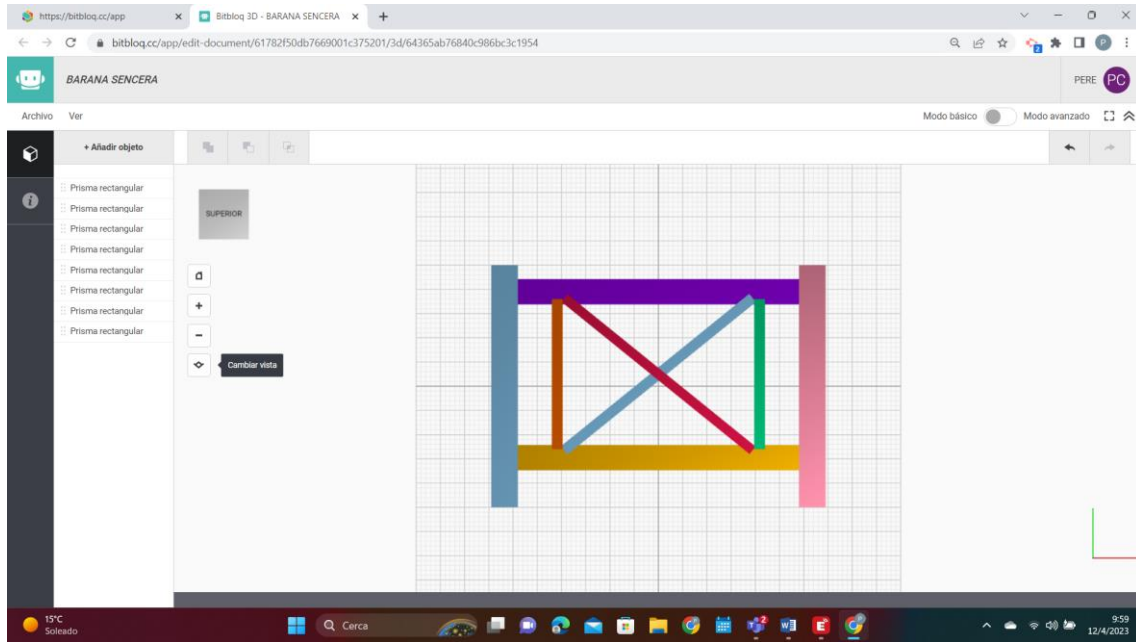 https://bitbloq.cc/app
Bitbloq 3D - BARANA SENCERA
bitbloq.cc/app/edit-document/61782f50db7669001c375201/3d/64365ab76840c986bc3c1954
2
P
BARANA SENCERA
PERE PC
Archivo Ver
Modo básico Modo avanzado
+ Añadir objeto
Prisma rectangular
Prisma rectangular
Prisma rectangular
Prisma rectangular
Prisma rectangular
Prisma rectangular
Prisma rectangular
Prisma rectangular
SUPERIOR
Cambiar vista
15°C
Soleado
Cerca
2
9:59
12/4/2023